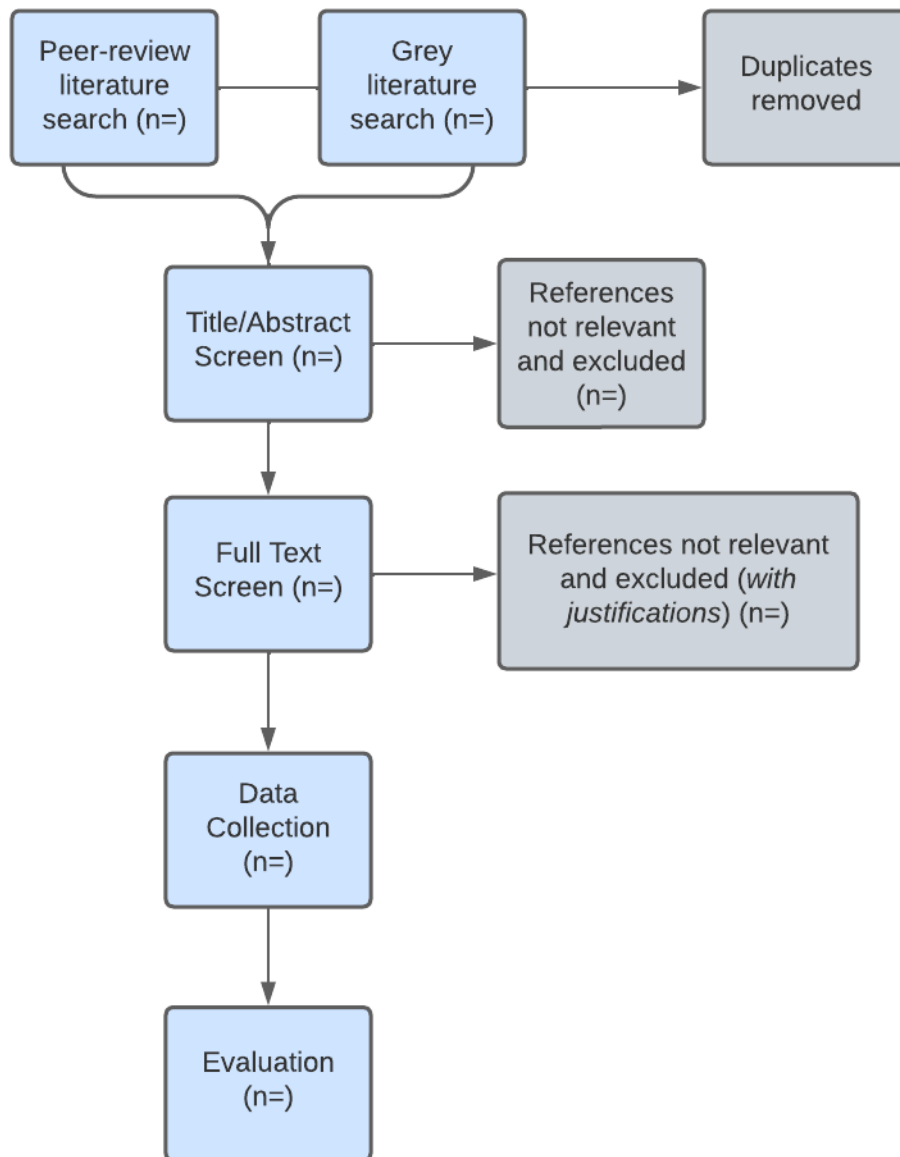 Peer-review
literature
search (n=)
Grey
literature
search (n=)
Duplicates
removed
Title/Abstract
Screen (n=)
References
not relevant
and excluded
(n=)
Full Text
Screen (n=)
References not relevant
and excluded (with
justifications) (n=)
Data
Collection
(n=)
Evaluation
(n=)